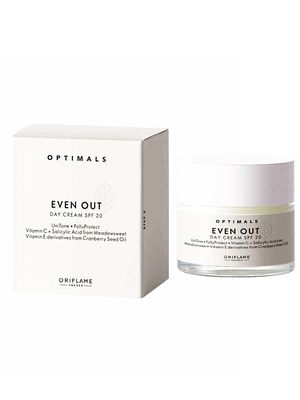 OPTIMALS
EVEN OUT
DAY CREAM SPF 20
UniTone • PolluProtect
Vitamin C + Salicylic Acid from Meadowsweet
Vitamin E derivatives from Cranberry Seed Oil
ORIFLAME
SWEDEN
STEP 3
OPTIMALS
EVEN OUT
DAY CREAM SPF 20
UniTone • PolluProtect • Vitamin C + Salicylic Acid from
Meadowsweet • Vitamin E derivatives from Cranberry Seed Oil
ORIFLAME
SWEDEN